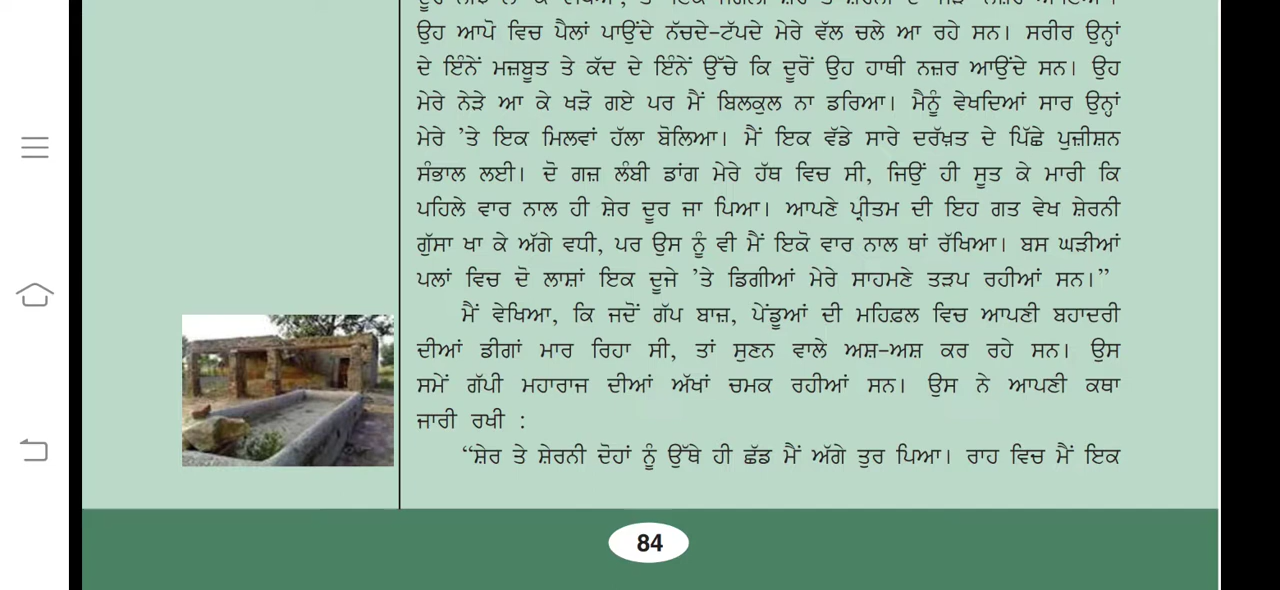 ਉਹ ਆਪੋ ਵਿਚ ਪੈਲਾਂ ਪਾਉਂਦੇ ਨੱਚਦੇ-ਟੱਪਦੇ ਮੇਰੇ ਵੱਲ ਚਲੇ ਆ ਰਹੇ ਸਨ। ਸਰੀਰ ਉਨ੍ਹਾਂ
ਦੇ ਇੰਨੇਂ ਮਜ਼ਬੂਤ ਤੇ ਕੱਦ ਦੇ ਇੰਨੇਂ ਉੱਚੇ ਕਿ ਦੂਰੋਂ ਉਹ ਹਾਥੀ ਨਜ਼ਰ ਆਉਂਦੇ ਸਨ। ਉਹ
ਮੇਰੇ ਨੇੜੇ ਆ ਕੇ ਖੜੋ ਗਏ ਪਰ ਮੈਂ ਬਿਲਕੁਲ ਨਾ ਡਰਿਆ। ਮੈਨੂੰ ਵੇਖਦਿਆਂ ਸਾਰ ਉਨ੍ਹਾਂ
ਮੇਰੇ ’ਤੇ ਇਕ ਮਿਲਵਾਂ ਹੱਲਾ ਬੋਲਿਆ। ਮੈਂ ਇਕ ਵੱਡੇ ਸਾਰੇ ਦਰੱਖ਼ਤ ਦੇ ਪਿੱਛੇ ਪੁਜ਼ੀਸ਼ਨ
ਸੰਭਾਲ ਲਈ। ਦੋ ਗਜ਼ ਲੰਬੀ ਡਾਂਗ ਮੇਰੇ ਹੱਥ ਵਿਚ ਸੀ, ਜਿਉਂ ਹੀ ਸੂਤ ਕੇ ਮਾਰੀ ਕਿ
ਪਹਿਲੇ ਵਾਰ ਨਾਲ ਹੀ ਸ਼ੇਰ ਦੂਰ ਜਾ ਪਿਆ। ਆਪਣੇ ਪ੍ਰੀਤਮ ਦੀ ਇਹ ਗਤ ਵੇਖ ਸ਼ੇਰਨੀ
ਗੁੱਸਾ ਖਾ ਕੇ ਅੱਗੇ ਵਧੀ, ਪਰ ਉਸ ਨੂੰ ਵੀ ਮੈਂ ਇਕੋ ਵਾਰ ਨਾਲ ਥਾਂ ਰੱਖਿਆ। ਬਸ ਘੜੀਆਂ
ਪਲਾਂ ਵਿਚ ਦੋ ਲਾਸ਼ਾਂ ਇਕ ਦੂਜੇ ’ਤੇ ਡਿਗੀਆਂ ਮੇਰੇ ਸਾਹਮਣੇ ਤੜਪ ਰਹੀਆਂ ਸਨ।”
ਮੈਂ ਵੇਖਿਆ, ਕਿ ਜਦੋਂ ਗੱਪ ਬਾਜ਼, ਪੇਂਡੂਆਂ ਦੀ ਮਹਿਫ਼ਲ ਵਿਚ ਆਪਣੀ ਬਹਾਦਰੀ
ਦੀਆਂ ਡੀਗਾਂ ਮਾਰ ਰਿਹਾ ਸੀ, ਤਾਂ ਸੁਣਨ ਵਾਲੇ ਅਸ਼-ਅਸ਼ ਕਰ ਰਹੇ ਸਨ। ਉਸ
ਸਮੇਂ ਗੱਪੀ ਮਹਾਰਾਜ ਦੀਆਂ ਅੱਖਾਂ ਚਮਕ ਰਹੀਆਂ ਸਨ। ਉਸ ਨੇ ਆਪਣੀ ਕਥਾ
ਜਾਰੀ ਰਖੀ :
“ਸ਼ੇਰ ਤੇ ਸ਼ੇਰਨੀ ਦੋਹਾਂ ਨੂੰ ਉੱਥੇ ਹੀ ਛੱਡ ਮੈਂ ਅੱਗੇ ਤੁਰ ਪਿਆ। ਰਾਹ ਵਿਚ ਮੈਂ ਇਕ
84